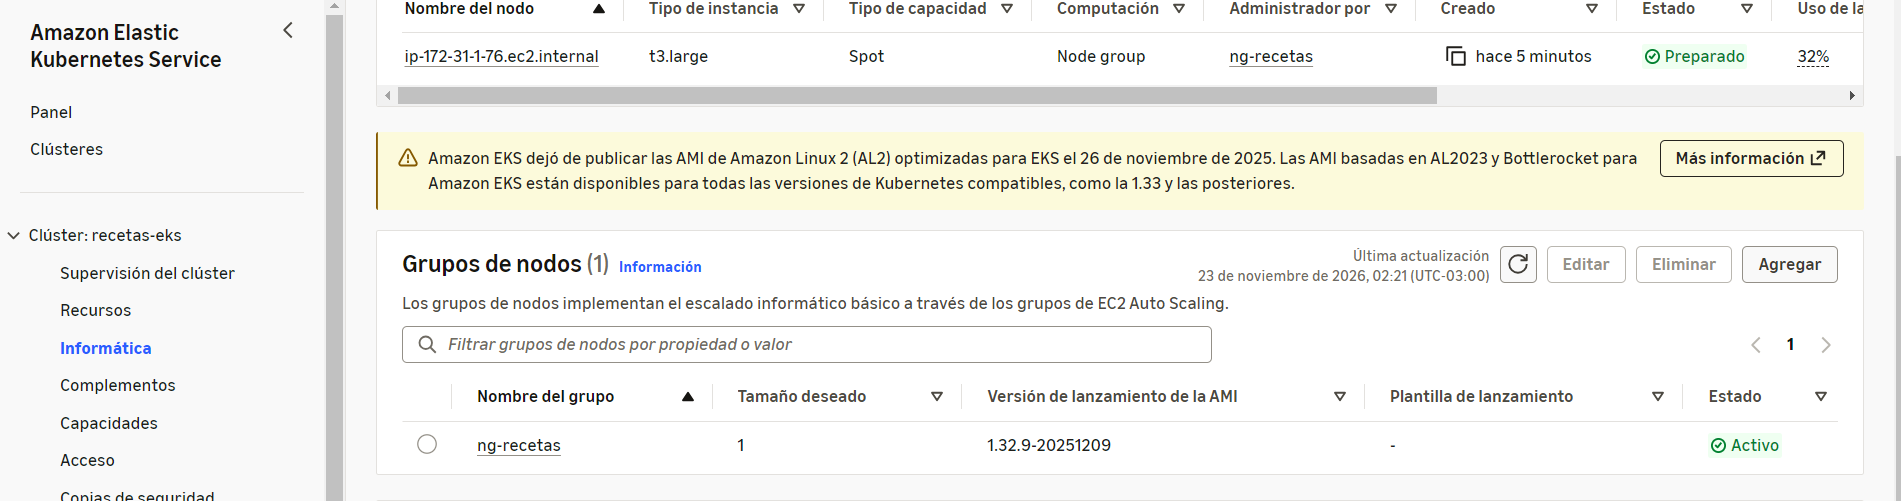 Amazon Elastic
Kubernetes Service
Panel
Clústeres
Clúster: recetas-eks
Supervisión del clúster
Recursos
Informática
Complementos
Capacidades
Acceso
Copias de seguridad
Nombre del nodo Tipo de instancia Tipo de capacidad Computación Administrador por Creado Estado Uso de la
ip-172-31-1-76.ec2.internal t3.large Spot Node group ng-recetas hace 5 minutos Preparado 32%
Amazon EKS dejó de publicar las AMI de Amazon Linux 2 (AL2) optimizadas para EKS el 26 de noviembre de 2025. Las AMI basadas en AL2023 y Bottlerocket para
Amazon EKS están disponibles para todas las versiones de Kubernetes compatibles, como la 1.33 y las posteriores.
Más información
Grupos de nodos (1) Información
Última actualización
23 de noviembre de 2026, 02:21 (UTC-03:00)
Editar Eliminar Agregar
Los grupos de nodos implementan el escalado informático básico a través de los grupos de EC2 Auto Scaling.
Filtrar grupos de nodos por propiedad o valor
1
Nombre del grupo Tamaño deseado Versión de lanzamiento de la AMI Plantilla de lanzamiento Estado
ng-recetas 1 1.32.9-20251209 - Activo